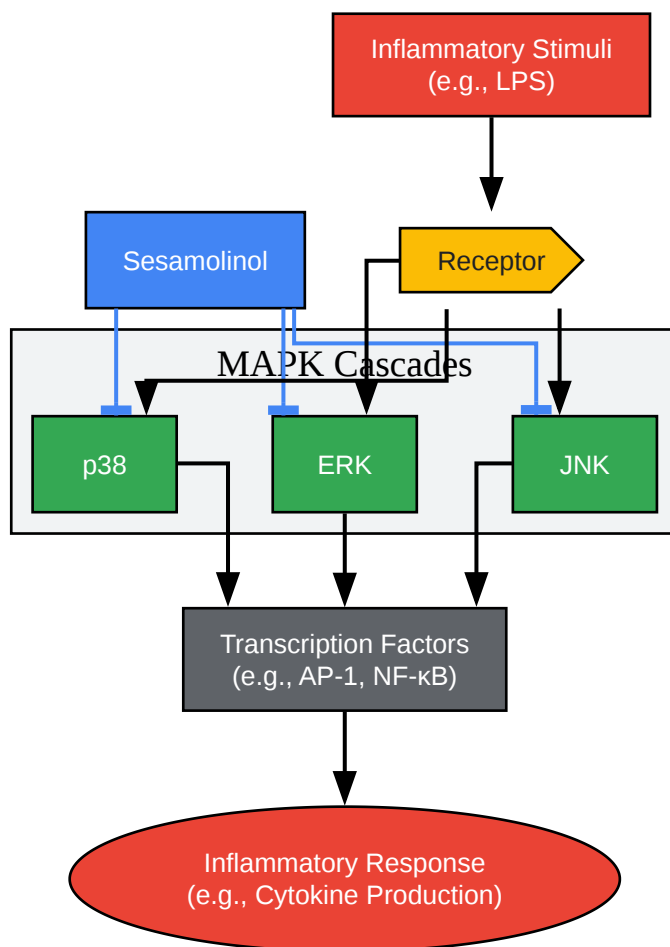 Inflammatory Stimuli
(e.g., LPS)
Sesamolinol
Receptor
MAPK Cascades
p38
ERK
JNK
Transcription Factors
(e.g., AP-1, NF-κB)
Inflammatory Response
(e.g., Cytokine Production)